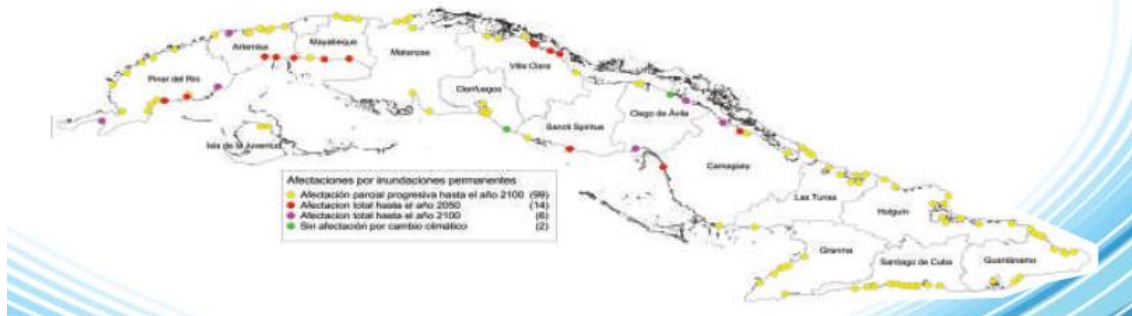 Artemisa
Mayabeque
Matanzas
Pinar del Río
Villa Clara
Cienfuegos
Isla de la Juventud
Sancti Spíritus
Ciego de Ávila
Camagüey
Las Tunas
Holguín
Granma
Santiago de Cuba
Guantánamo
Afectaciones por inundaciones permanentes
Afectación parcial progresiva hasta el año 2100 (99)
Afectacion total hasta el año 2050 (14)
Afectacion total hasta el año 2100 (6)
Sin afectación por cambio climático (2)